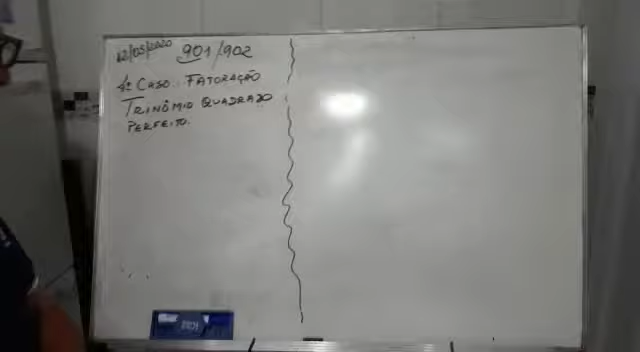 12/05/2020 901/902
4º CASO: FATORAÇÃO
TRINÔMIO QUADRADO
PERFEITO.